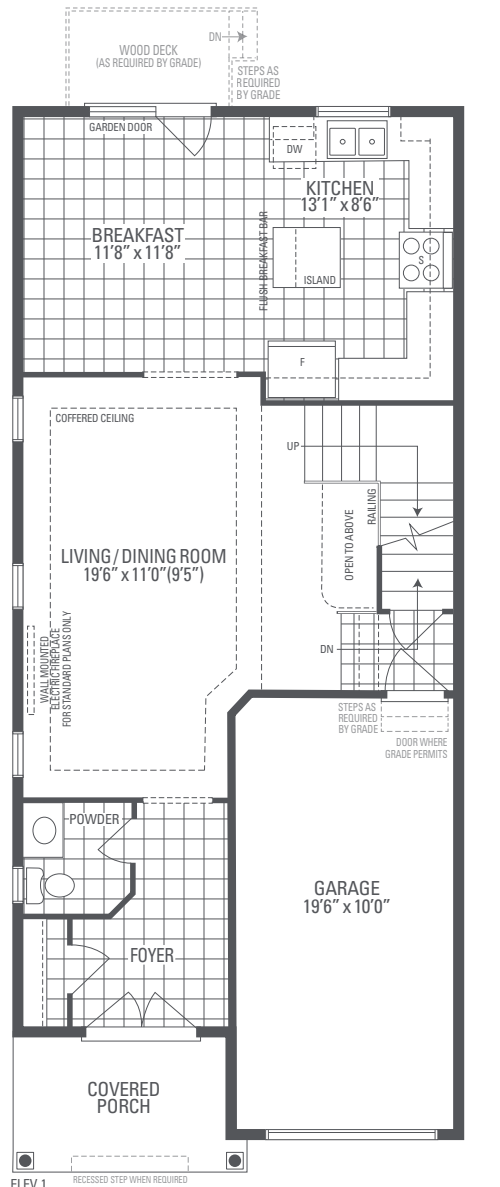 WOOD DECK
(AS REQUIRED BY GRADE)
DN
STEPS AS
REQUIRED
BY GRADE
GARDEN DOOR
DW
KITCHEN
13'1" x 8'6"
BREAKFAST
11'8" x 11'8"
FLUSH BREAKFAST BAR
ISLAND
S
F
COFFERED CEILING
UP
RAILING
OPEN TO ABOVE
LIVING/DINING ROOM
19'6" x 11'0"(9'5")
WALL MOUNTED
ELECTRIC FIREPLACE
FOR STANDARD PLANS ONLY
DN
STEPS AS
REQUIRED
BY GRADE
DOOR WHERE
GRADE PERMITS
POWDER
GARAGE
19'6" x 10'0"
FOYER
COVERED
PORCH
ELEV 1
RECESSED STEP WHEN REQUIRED